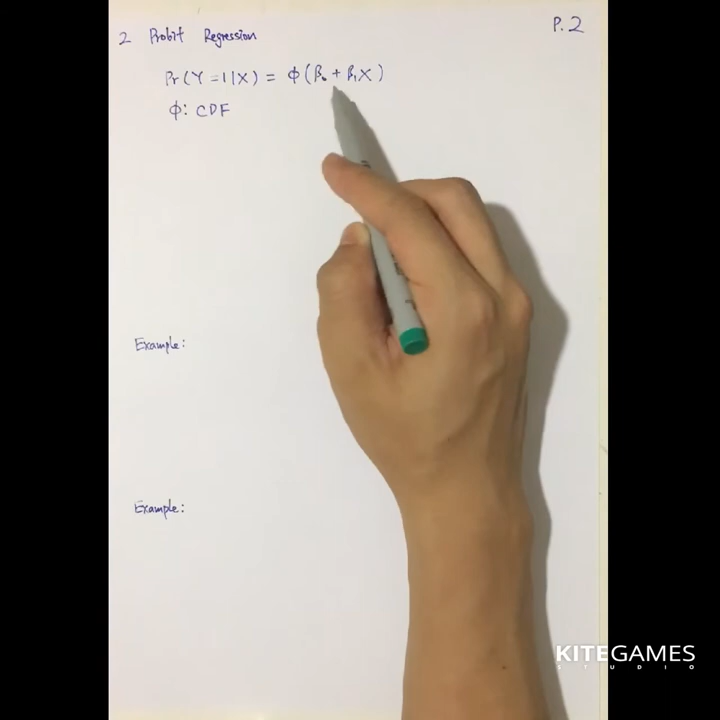 2 Probit Regression
P.2
Pr(Y=1|X) = Φ(β₀ + β₁X)
Φ: CDF
Example:
Example:
KITEGAMES
STUDIO